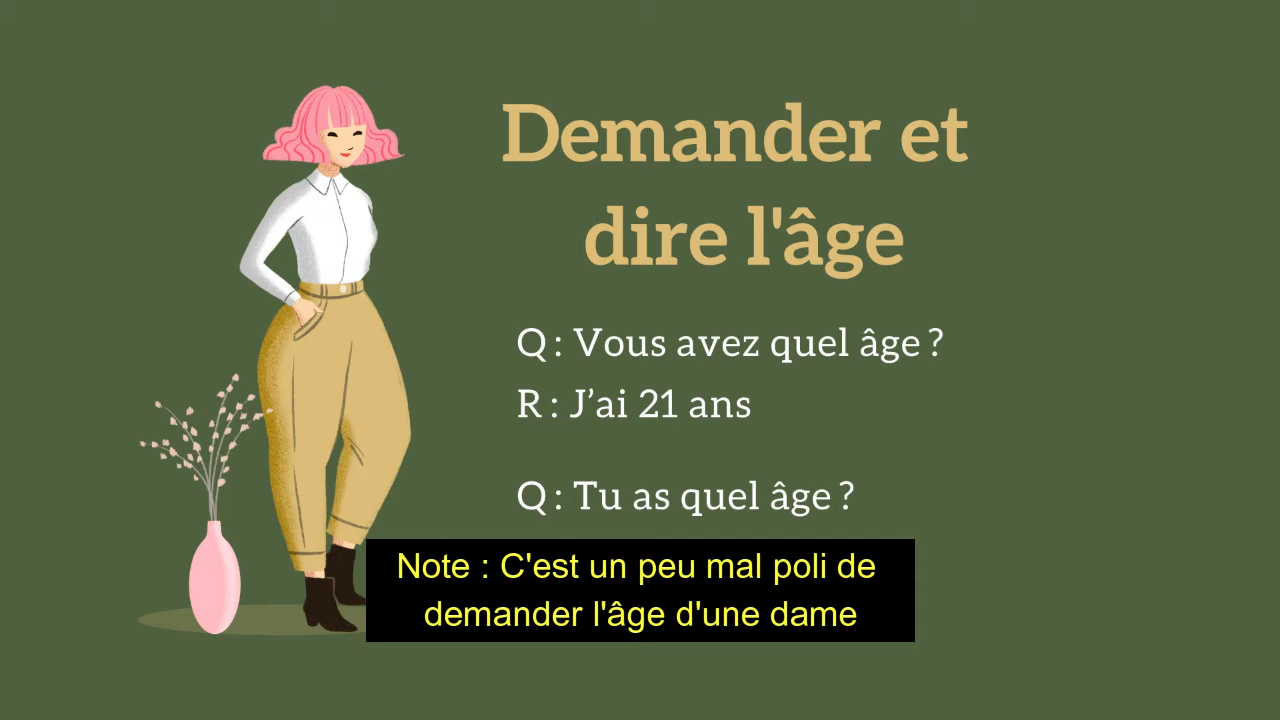 Demander et
dire l'âge
Q : Vous avez quel âge ?
R : J’ai 21 ans
Q : Tu as quel âge ?
Note : C'est un peu mal poli de
demander l'âge d'une dame